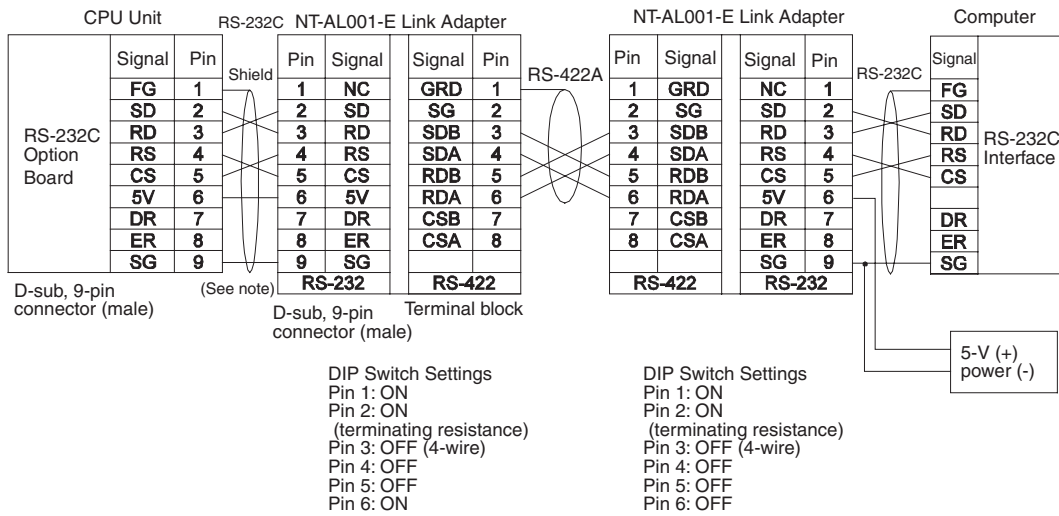 CPU Unit
RS-232C
NT-AL001-E Link Adapter
NT-AL001-E Link Adapter
Computer
Signal Pin
FG 1
SD 2
RD 3
RS 4
CS 5
5V 6
DR 7
ER 8
SG 9
RS-232C
Option
Board
D-sub, 9-pin
connector (male)
Shield
(See note)
Pin Signal
1 NC
2 SD
3 RD
4 RS
5 CS
6 5V
7 DR
8 ER
9 SG
RS-232
D-sub, 9-pin
connector (male)
Signal Pin
GRD 1
SG 2
SDB 3
SDA 4
RDB 5
RDA 6
CSB 7
CSA 8
RS-422
Terminal block
RS-422A
Pin Signal
1 GRD
2 SG
3 SDB
4 SDA
5 RDB
6 RDA
7 CSB
8 CSA
RS-422
Signal Pin
NC 1
SD 2
RD 3
RS 4
CS 5
5V 6
DR 7
ER 8
SG 9
RS-232
RS-232C
Signal
FG
SD
RD
RS
CS
DR
ER
SG
RS-232C
Interface
5-V (+)
power (-)
DIP Switch Settings
Pin 1: ON
Pin 2: ON
(terminating resistance)
Pin 3: OFF (4-wire)
Pin 4: OFF
Pin 5: OFF
Pin 6: ON
DIP Switch Settings
Pin 1: ON
Pin 2: ON
(terminating resistance)
Pin 3: OFF (4-wire)
Pin 4: OFF
Pin 5: OFF
Pin 6: OFF